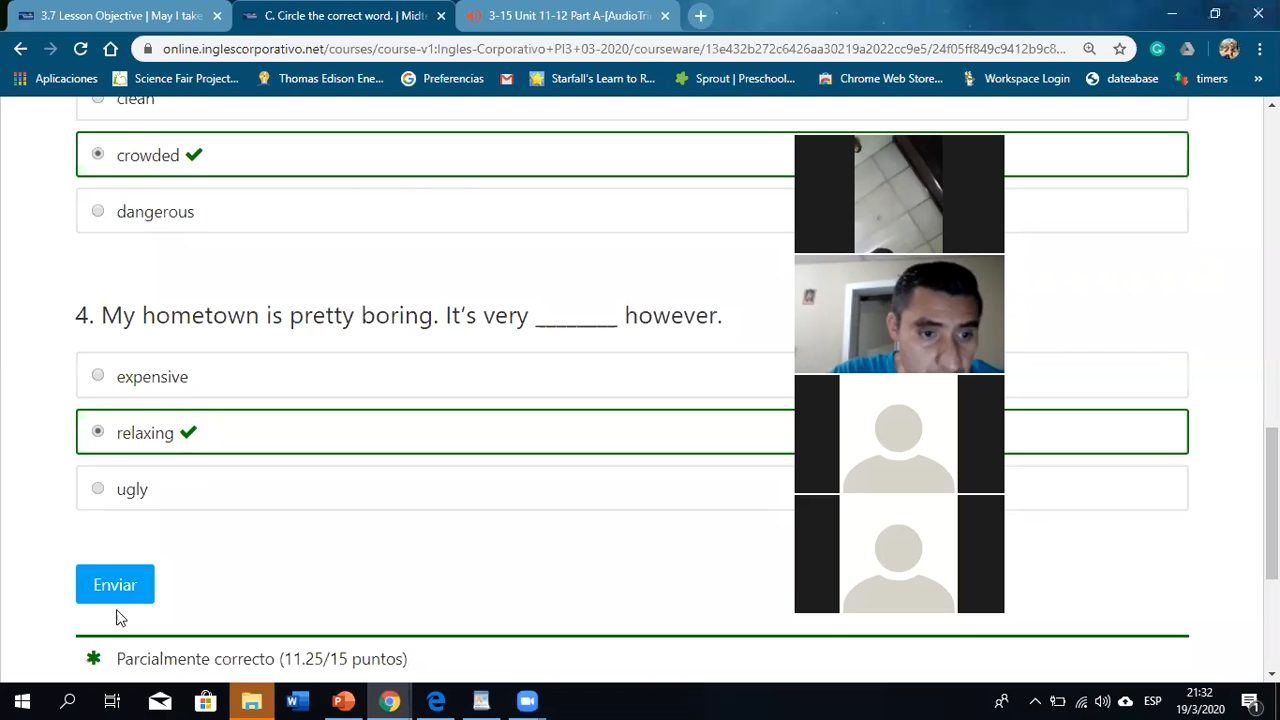 3.7 Lesson Objective | May I take
C. Circle the correct word. | Midte
3-15 Unit 11-12 Part A-[AudioTri
online.inglescorporativo.net/courses/course-v1:Ingles-Corporativo+PI3+03-2020/courseware/13e432b272c6426aa30219a2022cc9e5/24f05ff849c9412b9c8...
Aplicaciones
Science Fair Project...
Thomas Edison Ene...
Preferencias
Starfall's Learn to R...
Sprout | Preschool...
Chrome Web Store...
Workspace Login
dateabase
timers
»
clean
crowded
dangerous
4. My hometown is pretty boring. It's very ________ however.
expensive
relaxing
ugly
Enviar
Parcialmente correcto (11.25/15 puntos)
ESP
21:32
19/3/2020